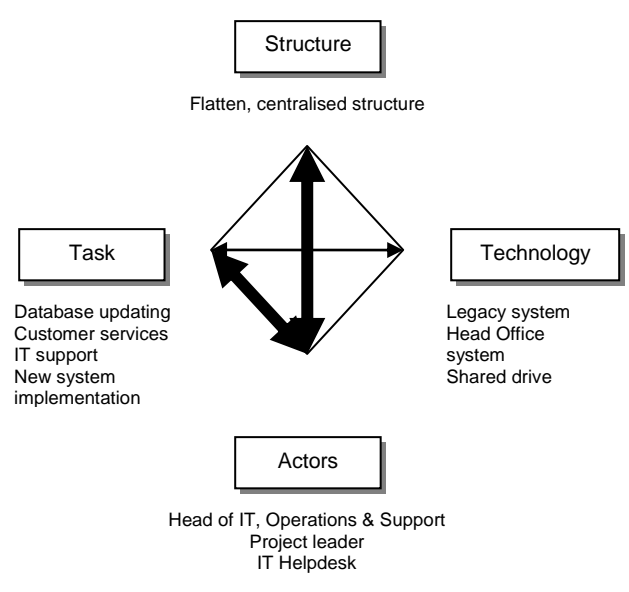 Structure
Flatten, centralised structure
Task
Technology
Database updating
Customer services
IT support
New system
implementation
Legacy system
Head Office
system
Shared drive
Actors
Head of IT, Operations & Support
Project leader
IT Helpdesk